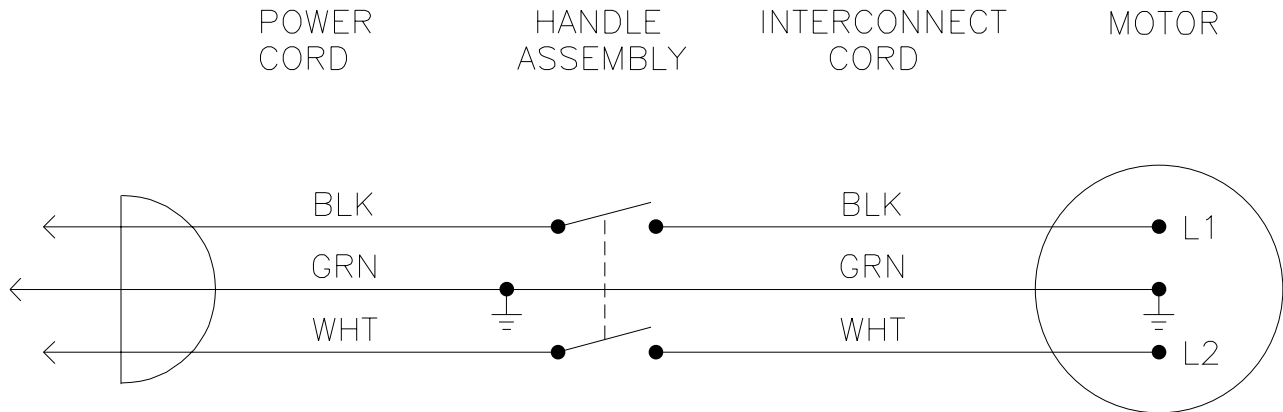 POWER CORD
HANDLE ASSEMBLY
INTERCONNECT CORD
MOTOR
BLK
BLK
L1
GRN
GRN
WHT
WHT
L2